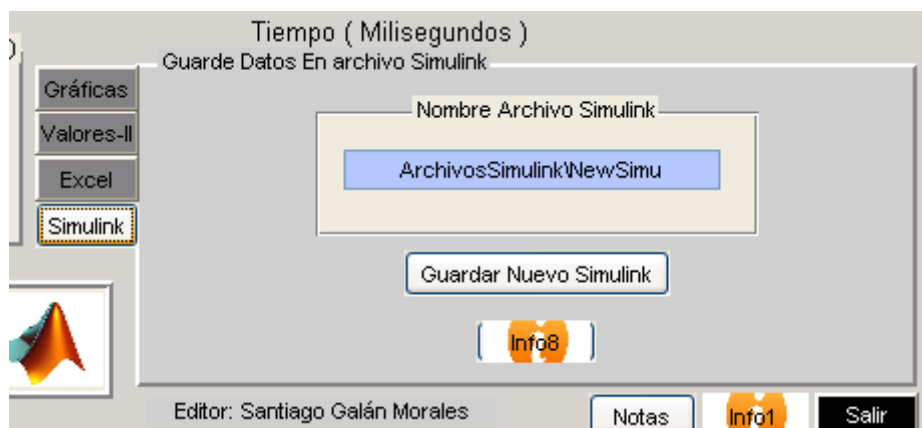 Tiempo ( Milisegundos )
Guarde Datos En archivo Simulink
Gráficas
Nombre Archivo Simulink
Valores-II
ArchivosSimulink\NewSimu
Excel
Simulink
Guardar Nuevo Simulink
Info8
Editor: Santiago Galán Morales
Notas
Info1
Salir